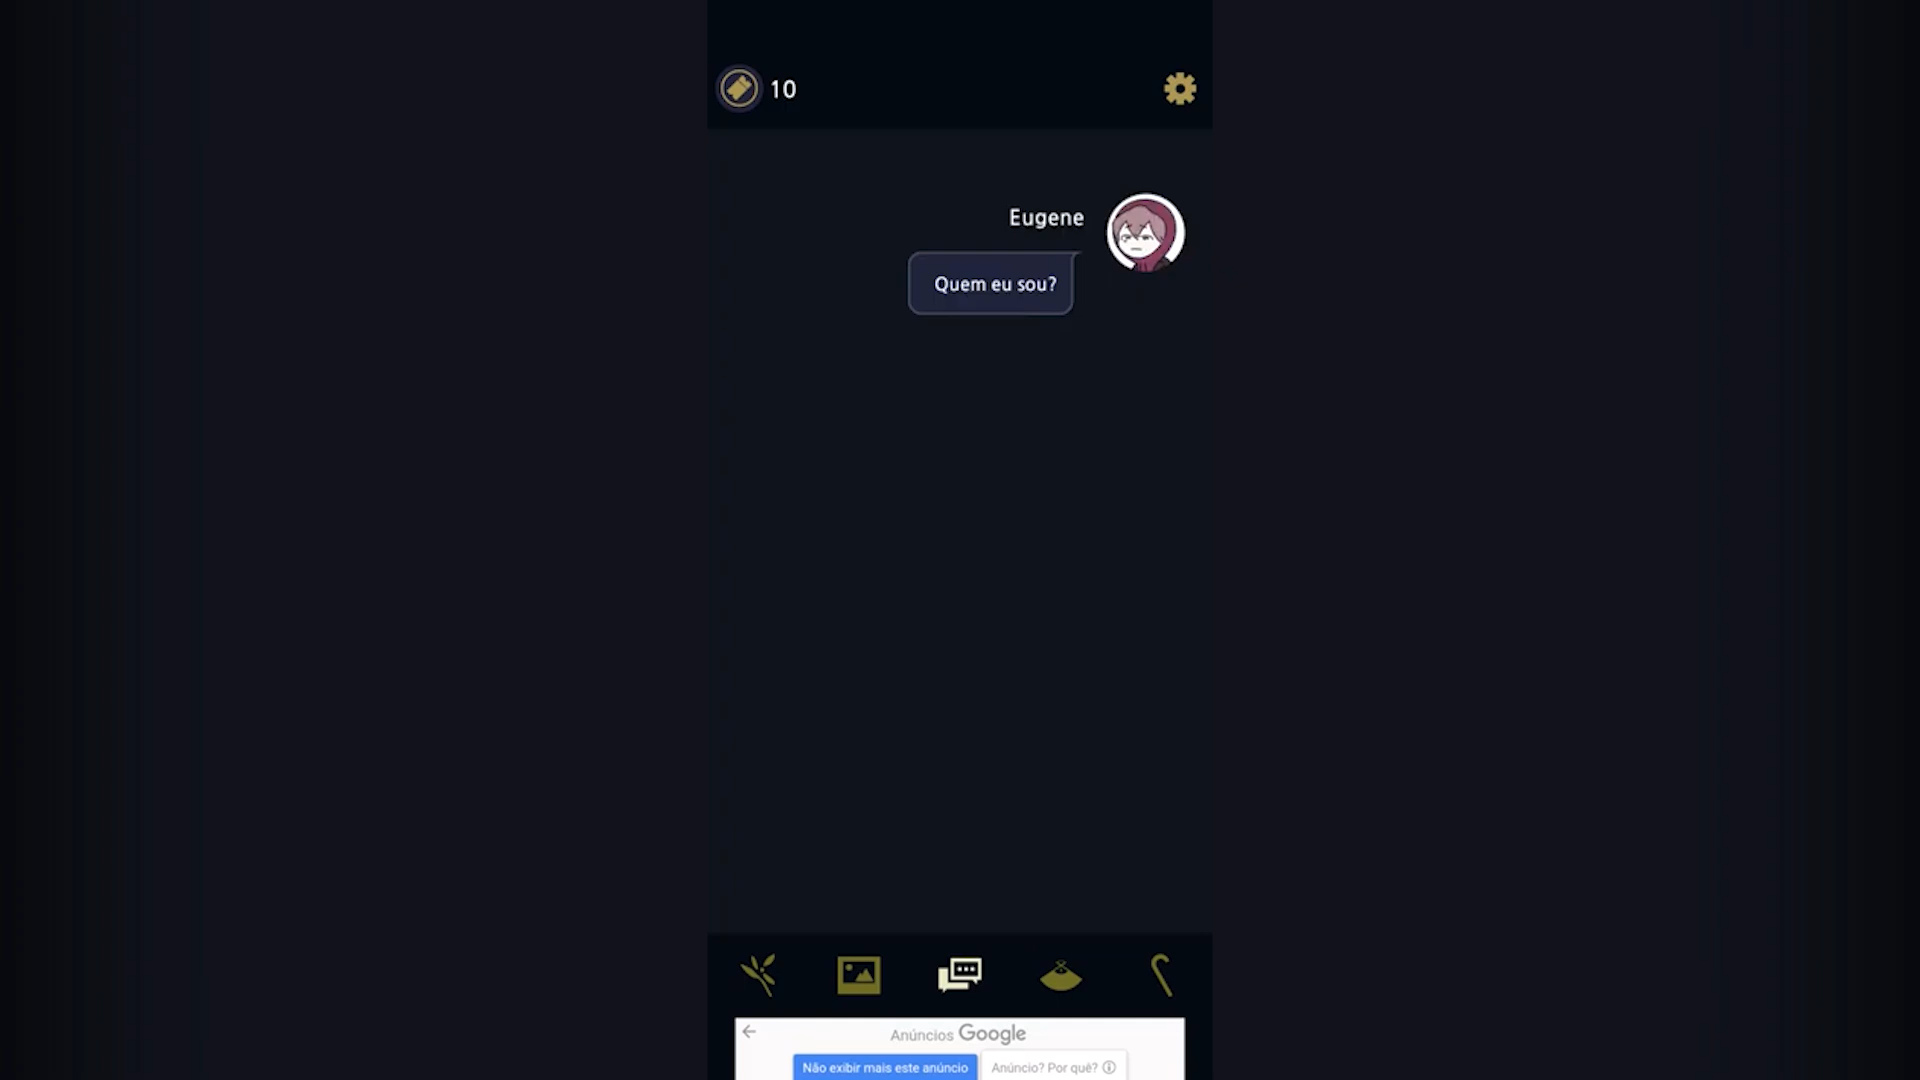 10
Eugene
Quem eu sou?
Anúncios Google
Não exibir mais este anúncio
Anúncio? Por quê?